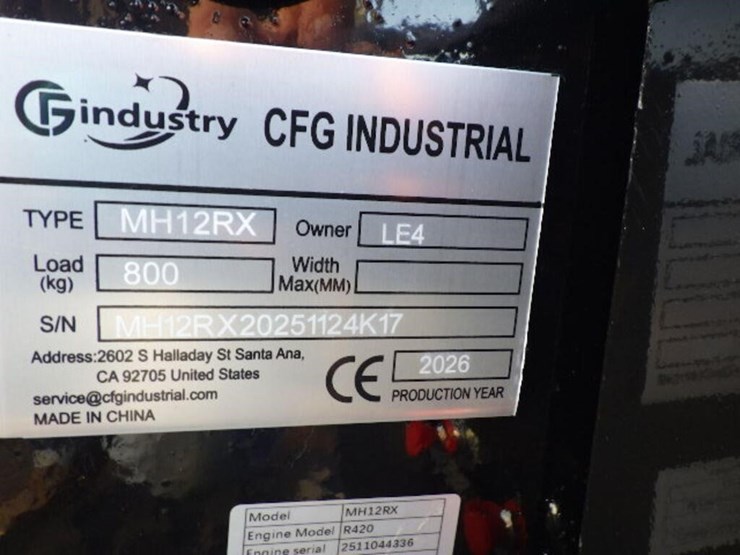 CFG industry CFG INDUSTRIAL
TYPE MH12RX Owner LE4
Load (kg) 800 Width Max(MM)
S/N MH12RX20251124K17
Address:2602 S Halladay St Santa Ana,
CA 92705 United States
service@cfgindustrial.com
MADE IN CHINA
CE 2026
PRODUCTION YEAR
Model MH12RX
Engine Model R420
Engine serial 2511044336